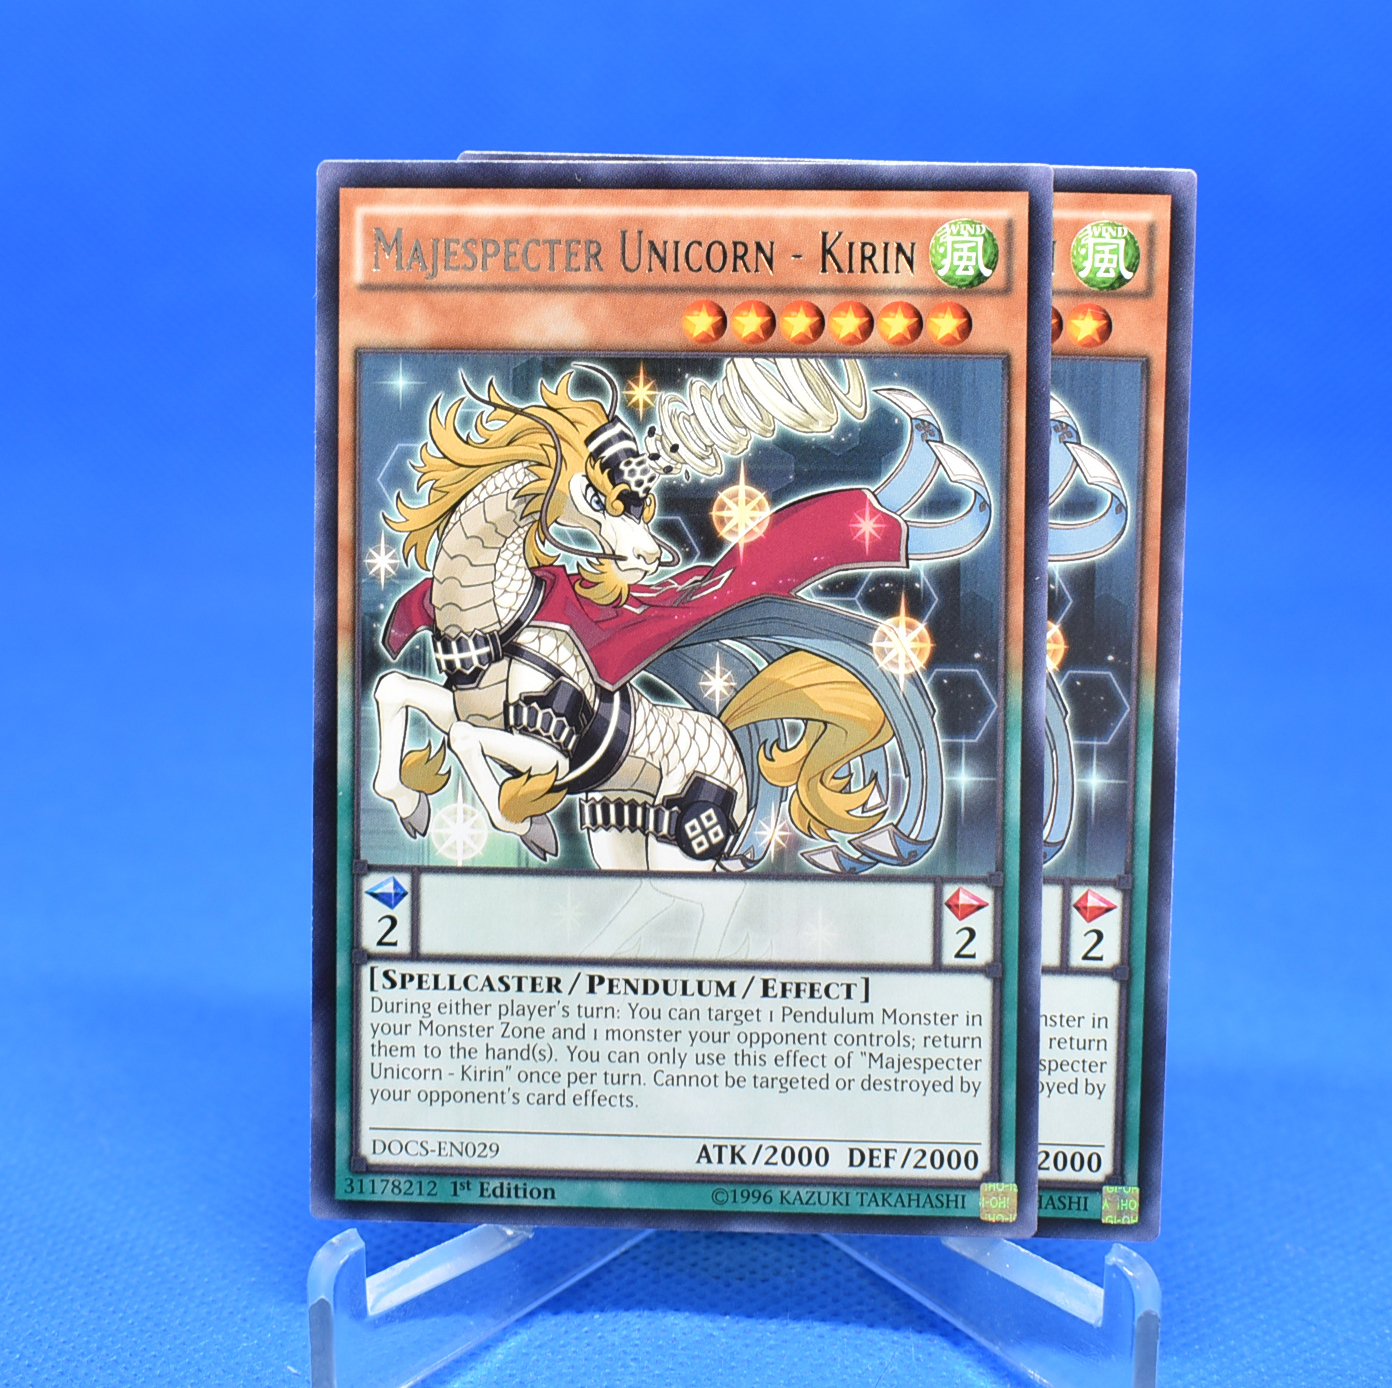 Majespecter Unicorn - Kirin
WIND
風
WIND
風
2
2
2
[Spellcaster/Pendulum/Effect]
During either player's turn: You can target 1 Pendulum Monster in
your Monster Zone and 1 monster your opponent controls; return
them to the hand(s). You can only use this effect of "Majespecter
Unicorn - Kirin" once per turn. Cannot be targeted or destroyed by
your opponent's card effects.
nster in
return
specter
yed by
DOCS-EN029
ATK/2000 DEF/2000
2000
31178212 1st Edition
©1996 KAZUKI TAKAHASHI
HASHI